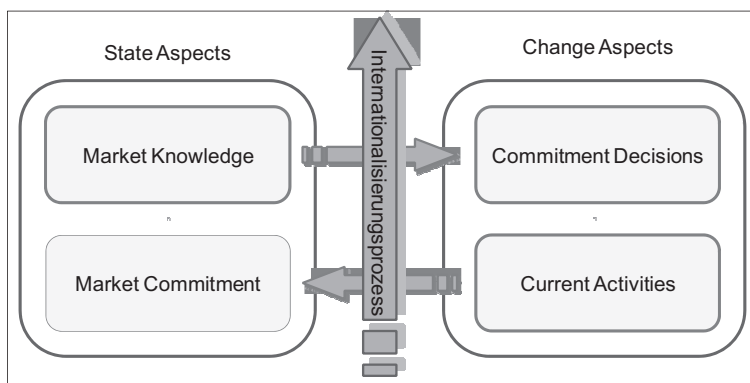 State Aspects
Change Aspects
Internationalisierungsprozess
Market Knowledge
Commitment Decisions
Market Commitment
Current Activities